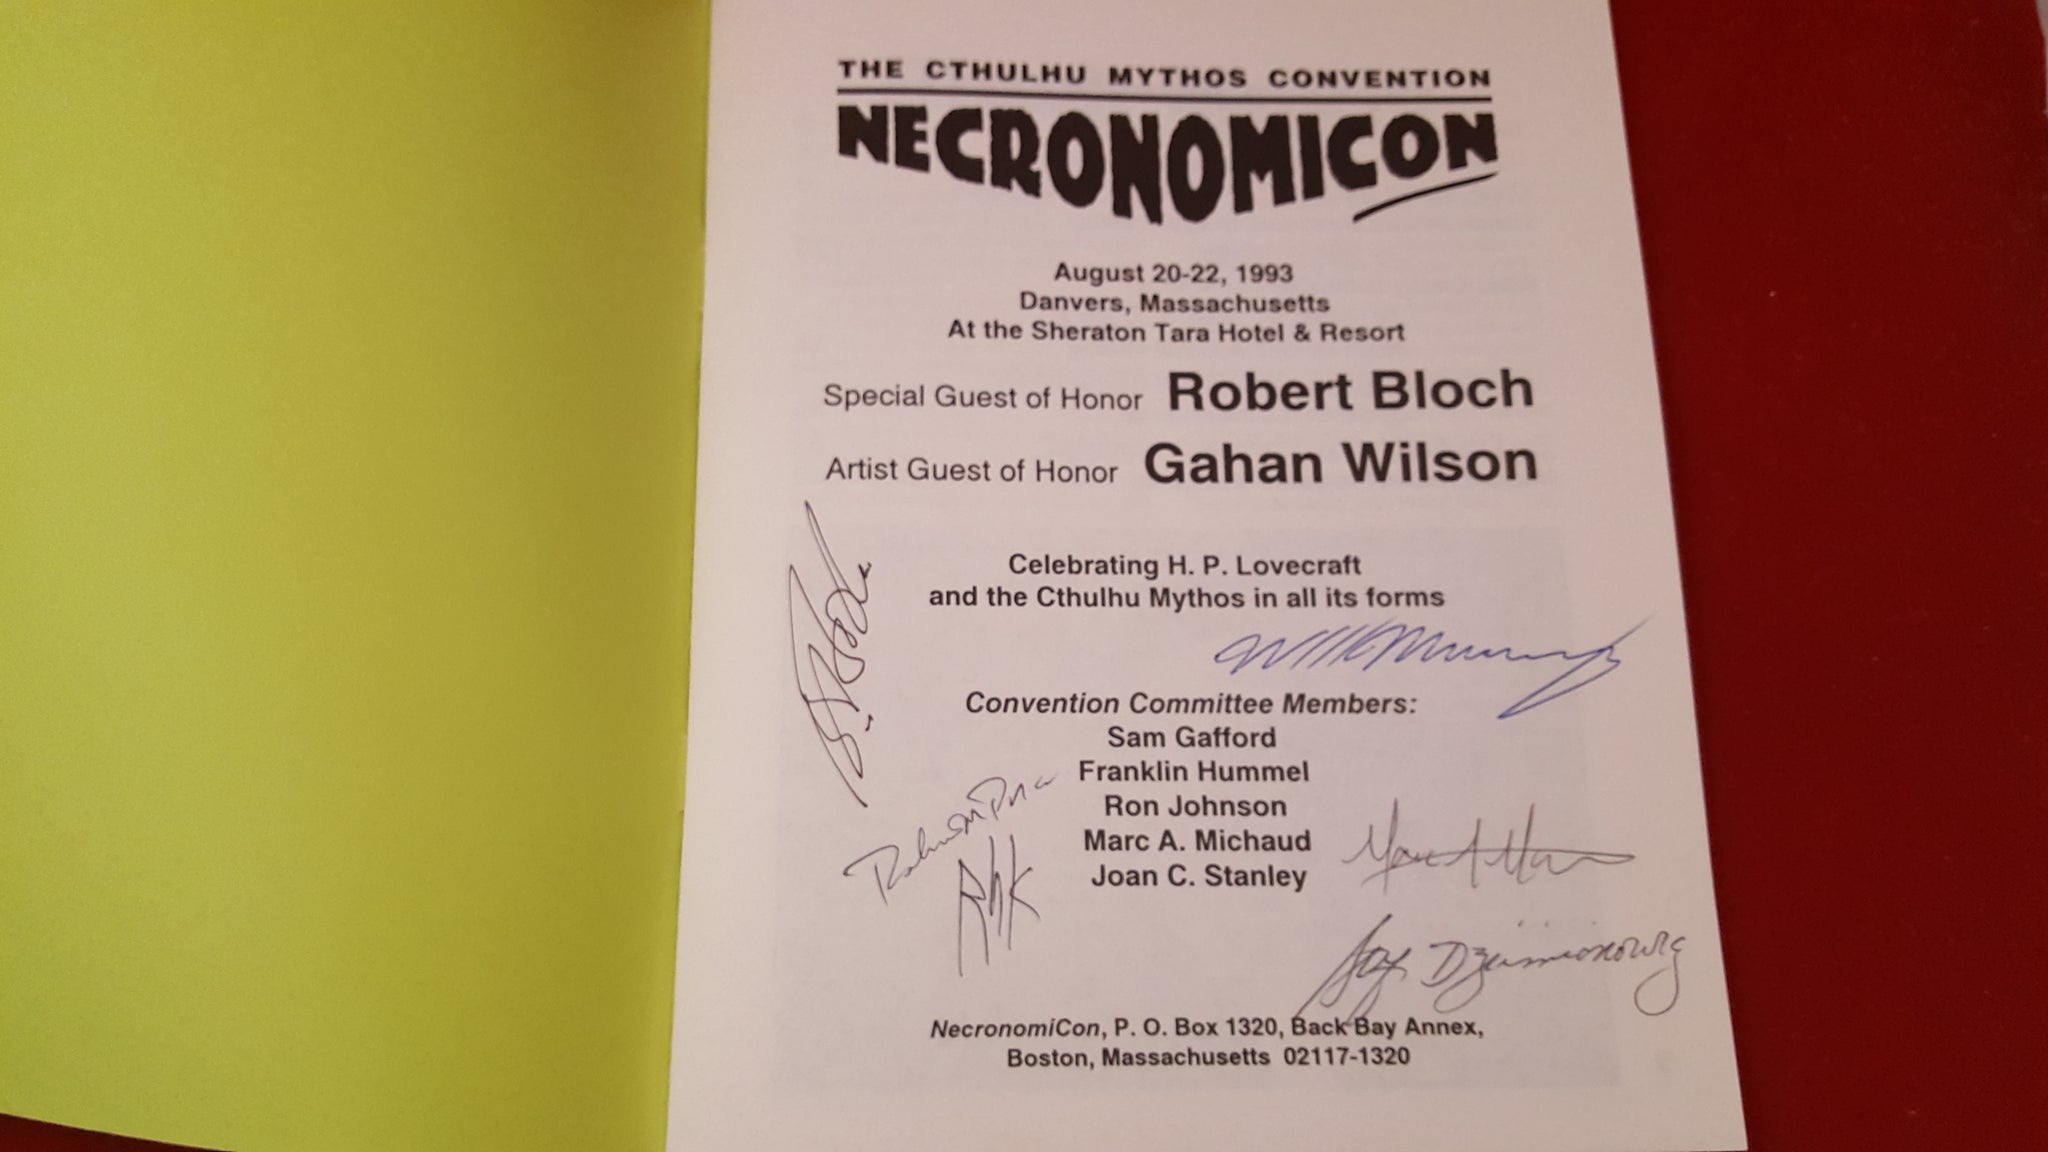 THE CTHULHU MYTHOS CONVENTION
NECRONOMICON
August 20-22, 1993
Danvers, Massachusetts
At the Sheraton Tara Hotel & Resort
Special Guest of Honor Robert Bloch
Artist Guest of Honor Gahan Wilson
Celebrating H. P. Lovecraft
and the Cthulhu Mythos in all its forms
Convention Committee Members:
Sam Gafford
Franklin Hummel
Ron Johnson
Marc A. Michaud
Joan C. Stanley
NecronomiCon, P. O. Box 1320, Back Bay Annex,
Boston, Massachusetts 02117-1320